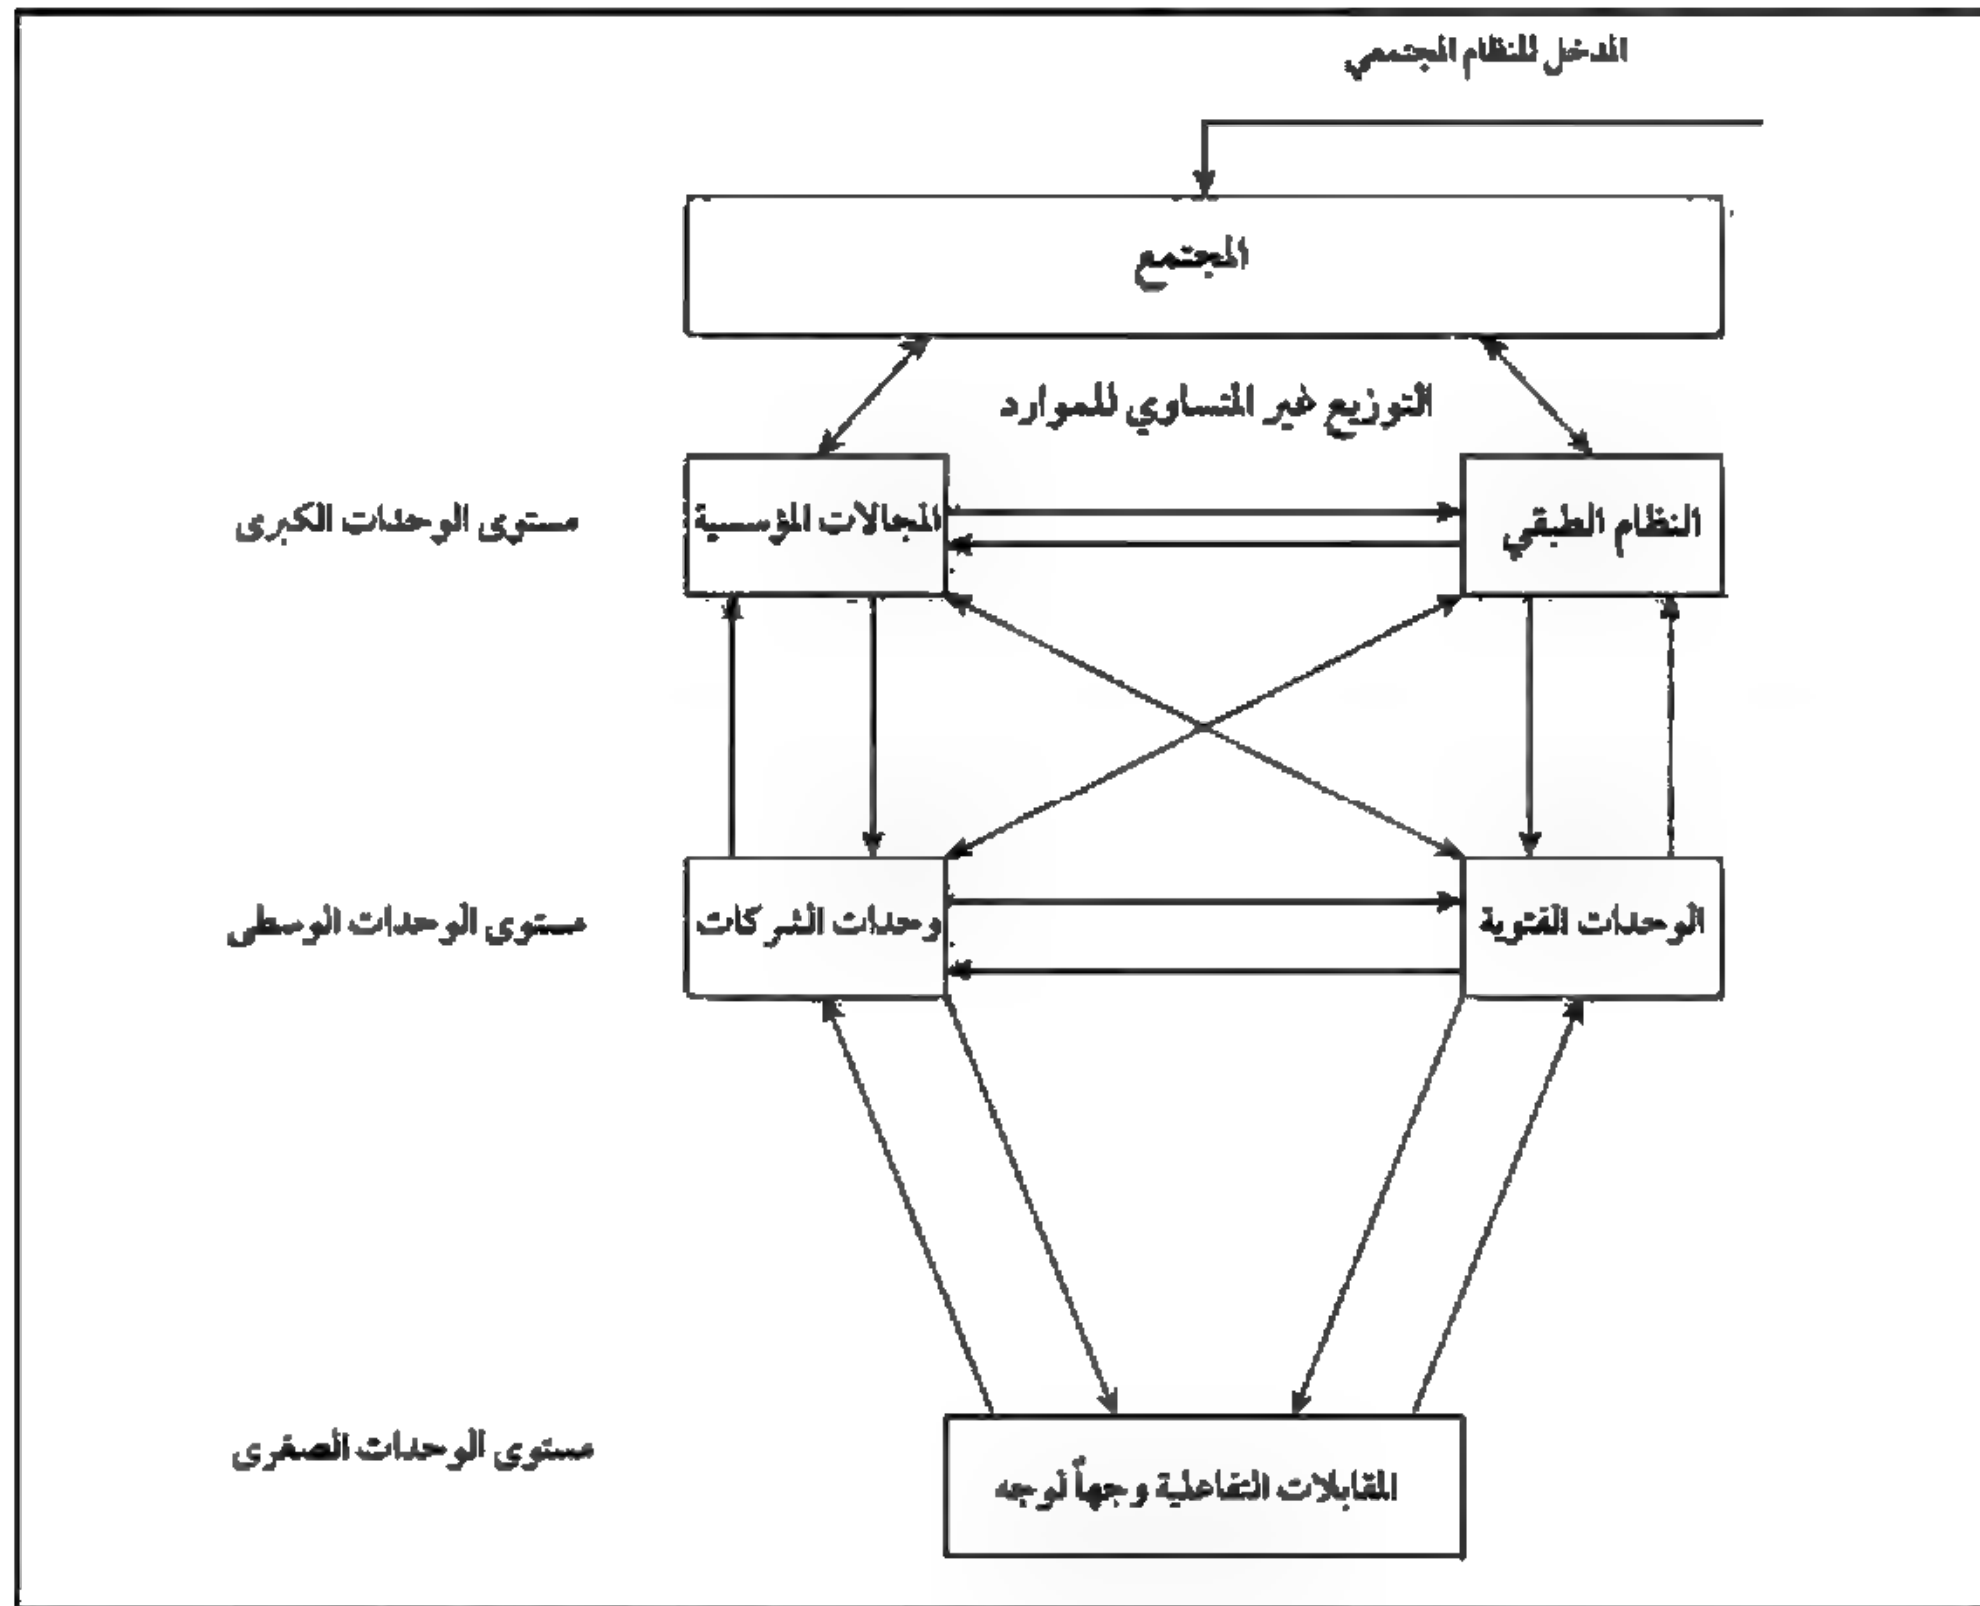 المدخل للنظام المجتمعي
المجتمع
التوزيع غير المتساوي للموارد
النظام الطبقي
المجالات المؤسسية
مستوى الوحدات الكبرى
الوحدات الفئوية
وحدات الشركات
مستوى الوحدات الوسطى
مستوى الوحدات الصغرى
المقابلات التفاعلية وجهاً لوجه